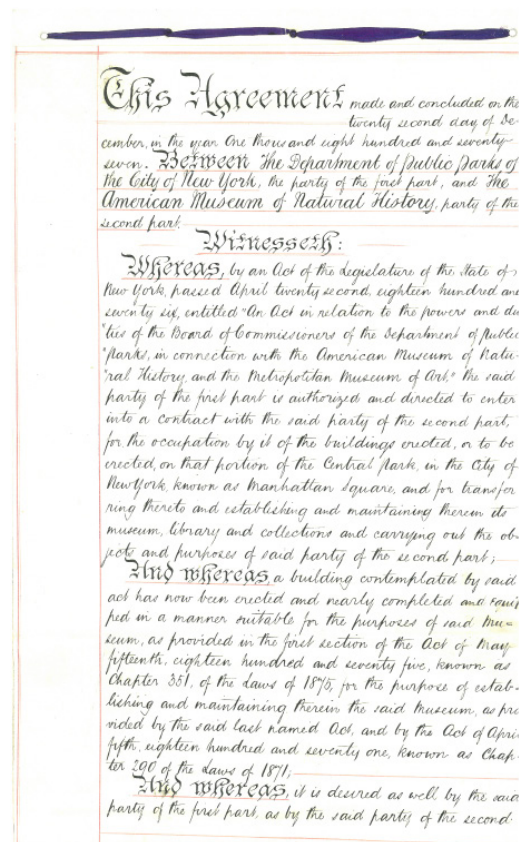 This Agreement made and concluded on the
twenty second day of De-
cember, in the year One thousand eight hundred and seventy-
seven. Between The Department of Public Parks of
the City of New York, the party of the first part, and The
American Museum of Natural History, party of the
second part.
Witnesseth:
Whereas, by an Act of the Legislature of the State of
New York, passed April twenty second, eighteen hundred and
seventy six, entitled "An Act in relation to the powers and du
"ties of the Board of Commissioners of the Department of Public
"Parks, in connection with the American Museum of Natu-
"ral History, and the Metropolitan Museum of Art." the said
party of the first part is authorized and directed to enter
into a contract with the said party of the second part,
for the occupation by it of the buildings erected, or to be
erected, on that portion of the Central Park, in the City of
New York, known as Manhattan Square, and for transfer
ring thereto and establishing and maintaining therein its
museum, library and collections and carrying out the ob-
jects and purposes of said party of the second part;
And whereas, a building contemplated by said
act has now been erected and nearly completed and equip
ped in a manner suitable for the purposes of said Mu=
seum, as provided in the first section of the Act of May
fifteenth, eighteen hundred and seventy five, known as
Chapter 351, of the Laws of 1875, for the purpose of estab-
lishing and maintaining therein the said Museum, as pro
vided by the said last named Act, and by the Act of April
fifth, eighteen hundred and seventy one, known as Chap-
ter 290 of the Laws of 1871;
And whereas, it is desired as well by the said
party of the first part, as by the said party of the second